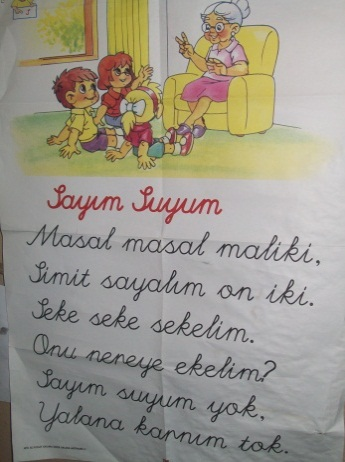 Sayım Suyum
Masal masal maliki,
Simit sayalım on iki.
Seke seke sekelim.
Onu nereye ekelim?
Sayım suyum yok,
Yalana karnım tok.